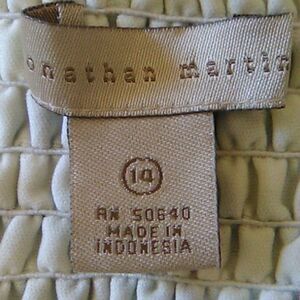 onathan martin
14
RN 50640
MADE IN
INDONESIA